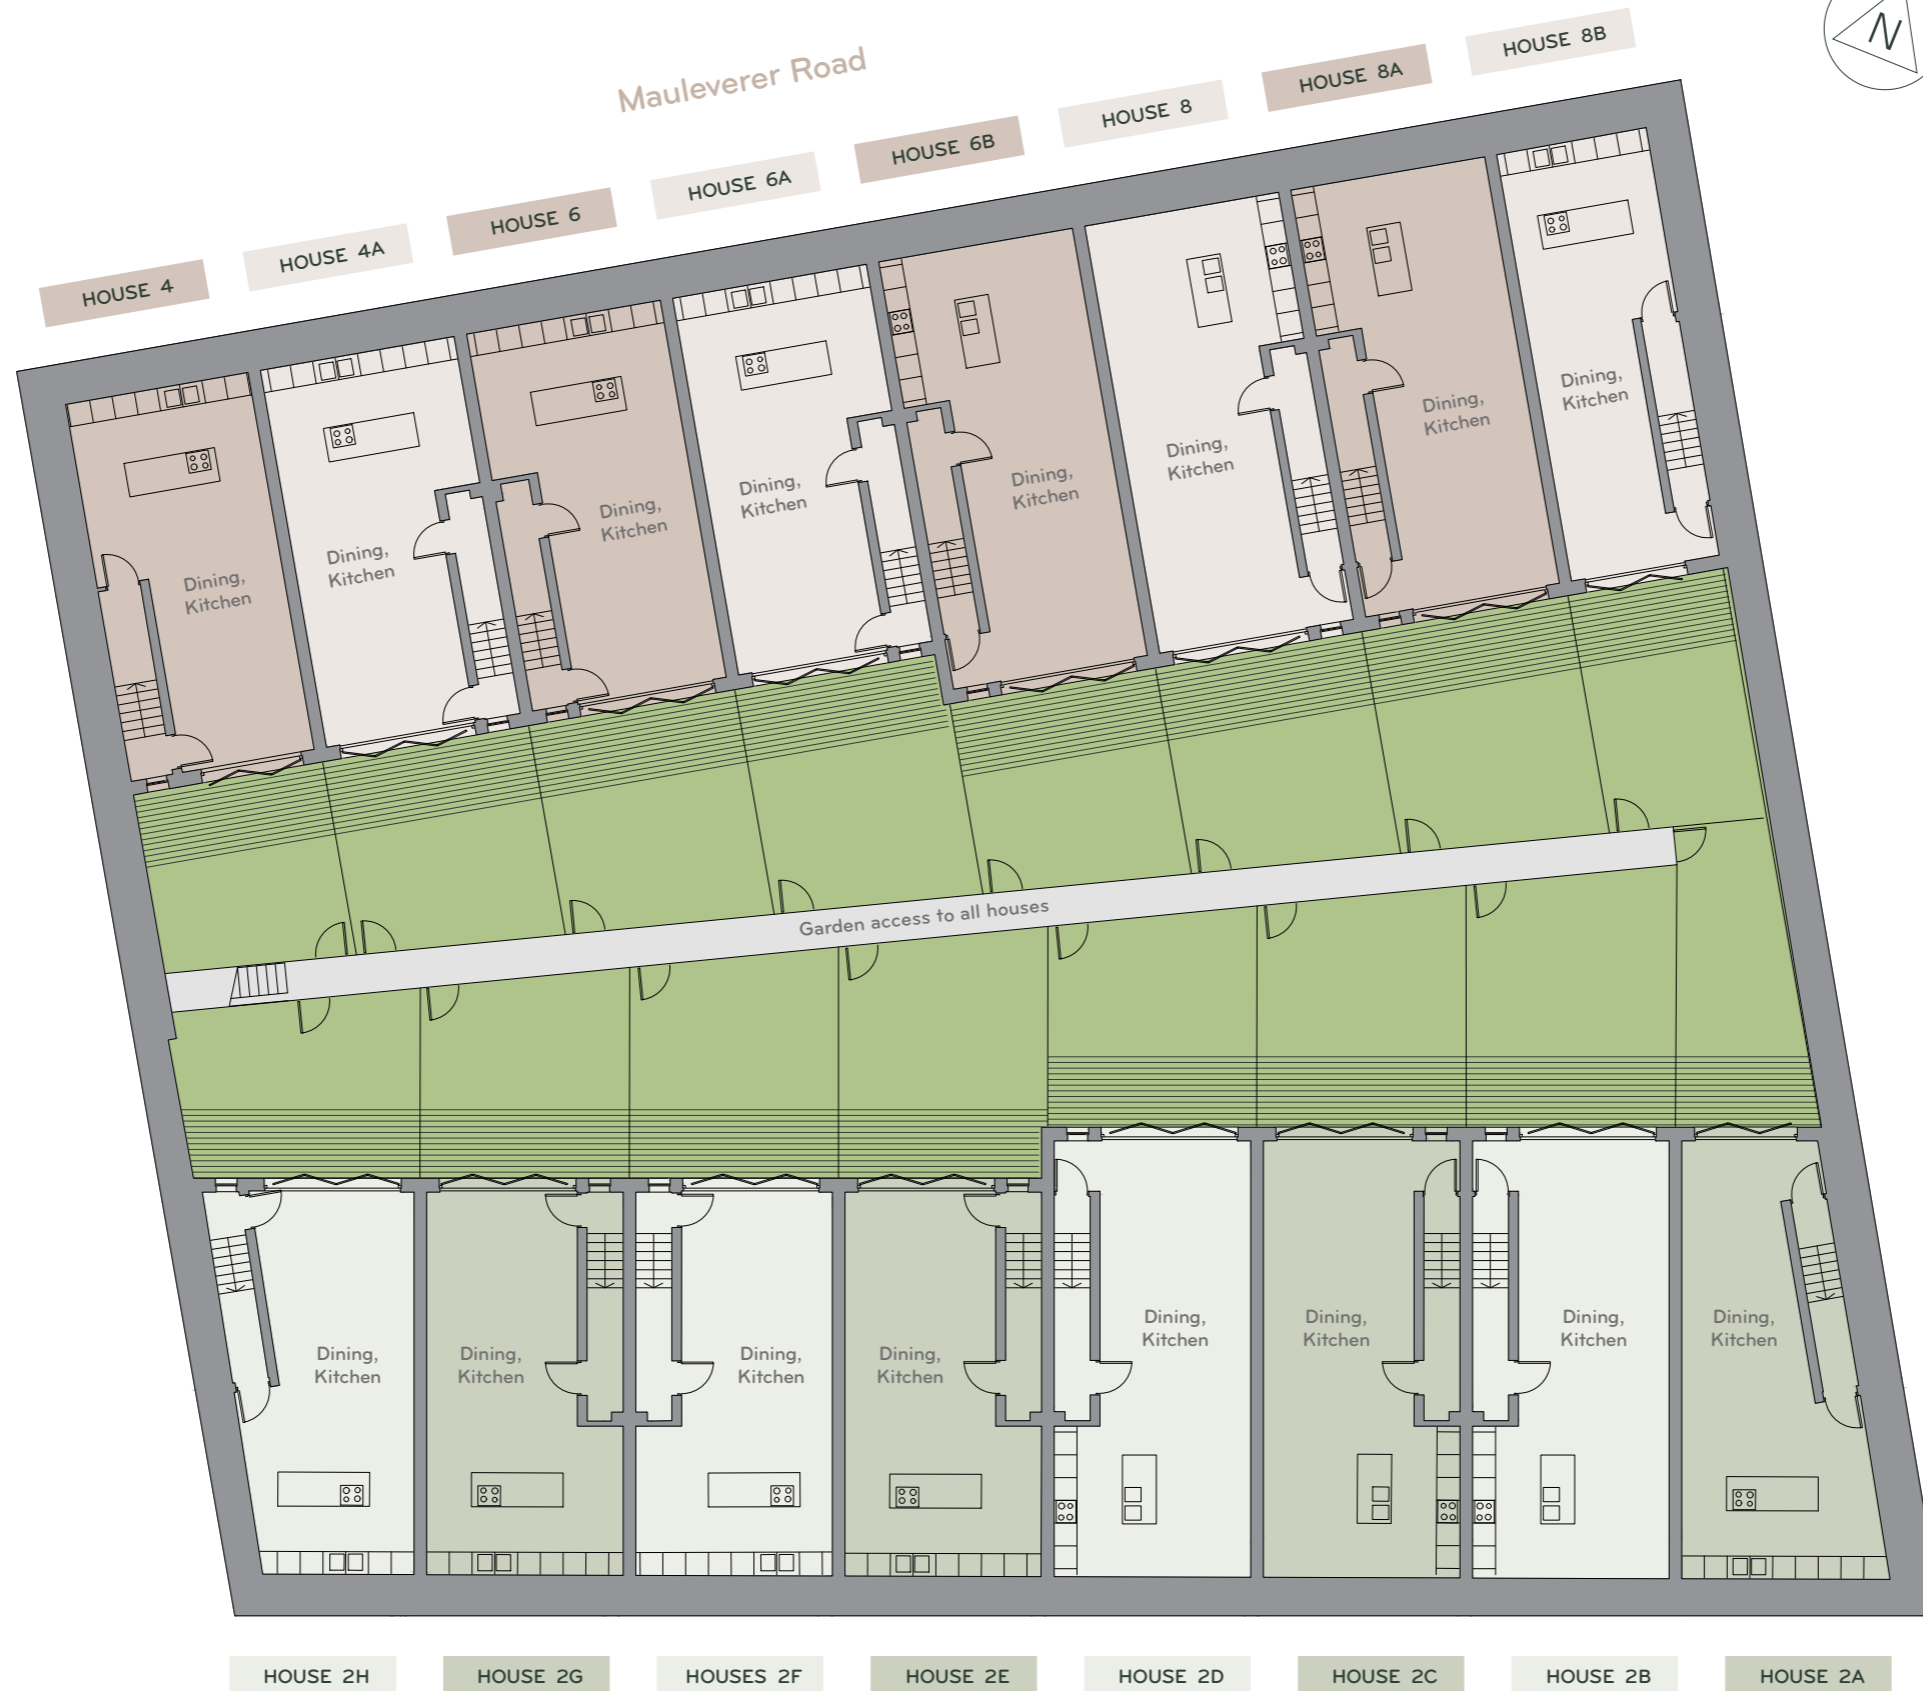 N
Mauleverer Road
HOUSE 8B
HOUSE 8A
HOUSE 8
HOUSE 6B
HOUSE 6A
HOUSE 6
HOUSE 4A
HOUSE 4
Dining,
Kitchen
Dining,
Kitchen
Dining,
Kitchen
Dining,
Kitchen
Dining,
Kitchen
Dining,
Kitchen
Dining,
Kitchen
Dining,
Kitchen
Garden access to all houses
Dining,
Kitchen
Dining,
Kitchen
Dining,
Kitchen
Dining,
Kitchen
Dining,
Kitchen
Dining,
Kitchen
Dining,
Kitchen
Dining,
Kitchen
HOUSE 2H
HOUSE 2G
HOUSES 2F
HOUSE 2E
HOUSE 2D
HOUSE 2C
HOUSE 2B
HOUSE 2A